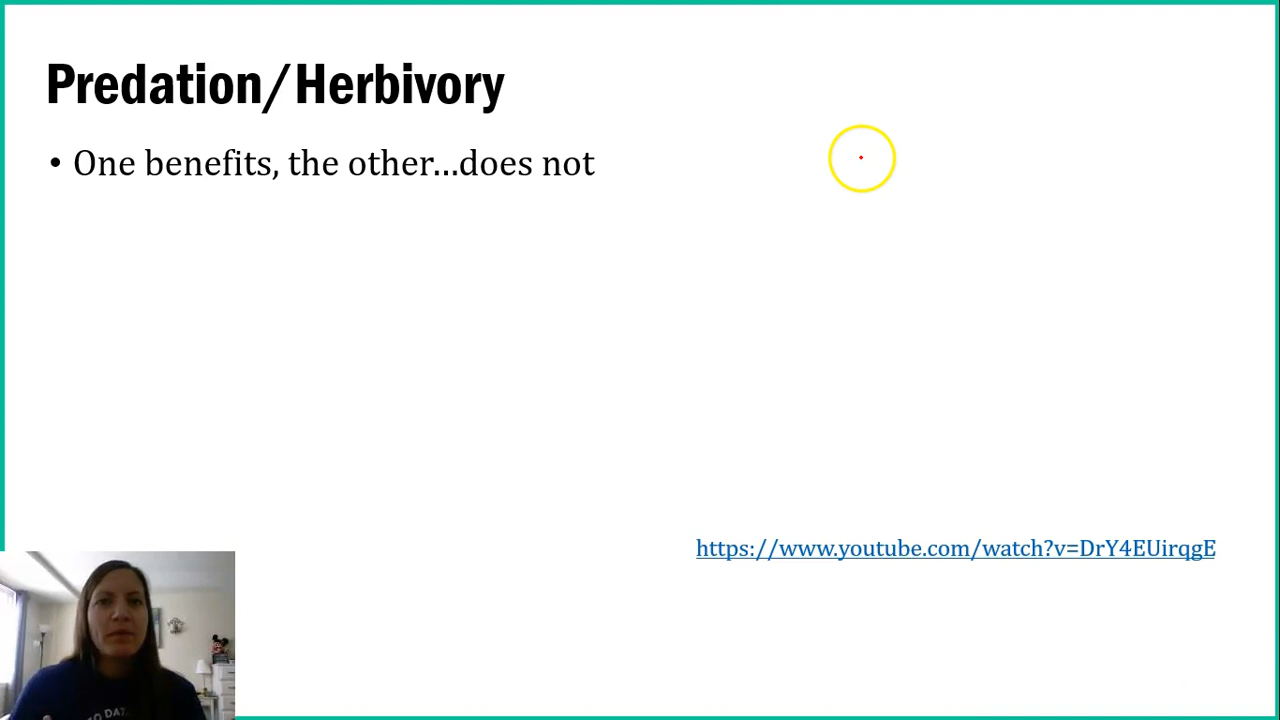 Predation/Herbivory
• One benefits, the other...does not
https://www.youtube.com/watch?v=DrY4EUirqgE